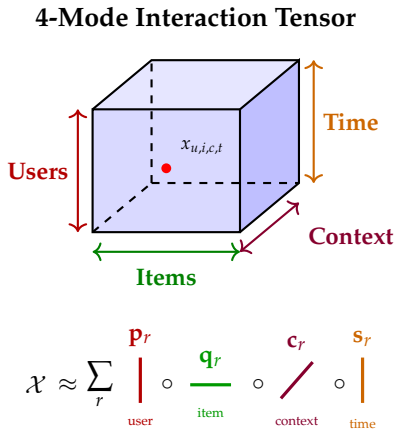 4-Mode Interaction Tensor
x_{u,i,c,t}
Time
Users
Context
Items
𝒳 ≈ ∑_r p_r ∘ q_r ∘ c_r ∘ s_r
user item context time